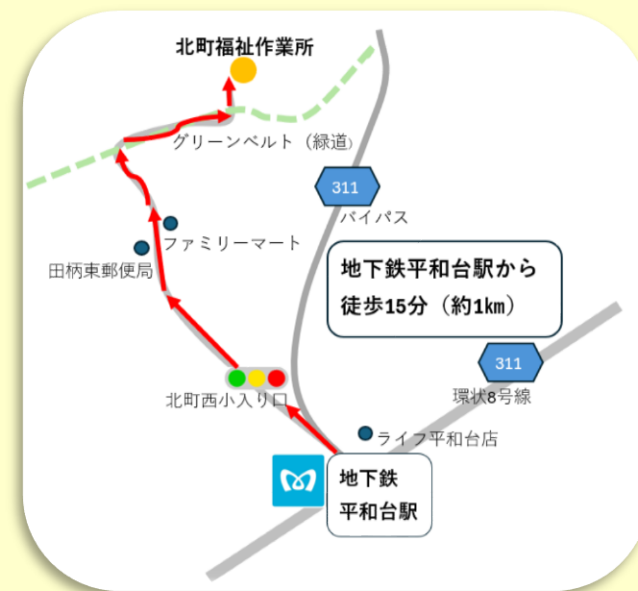 北町福祉作業所
グリーンベルト（緑道）
311
バイパス
ファミリーマート
田柄東郵便局
地下鉄平和台駅から
徒歩15分（約1km）
311
環状8号線
北町西小入り口
ライフ平和台店
地下鉄
平和台駅